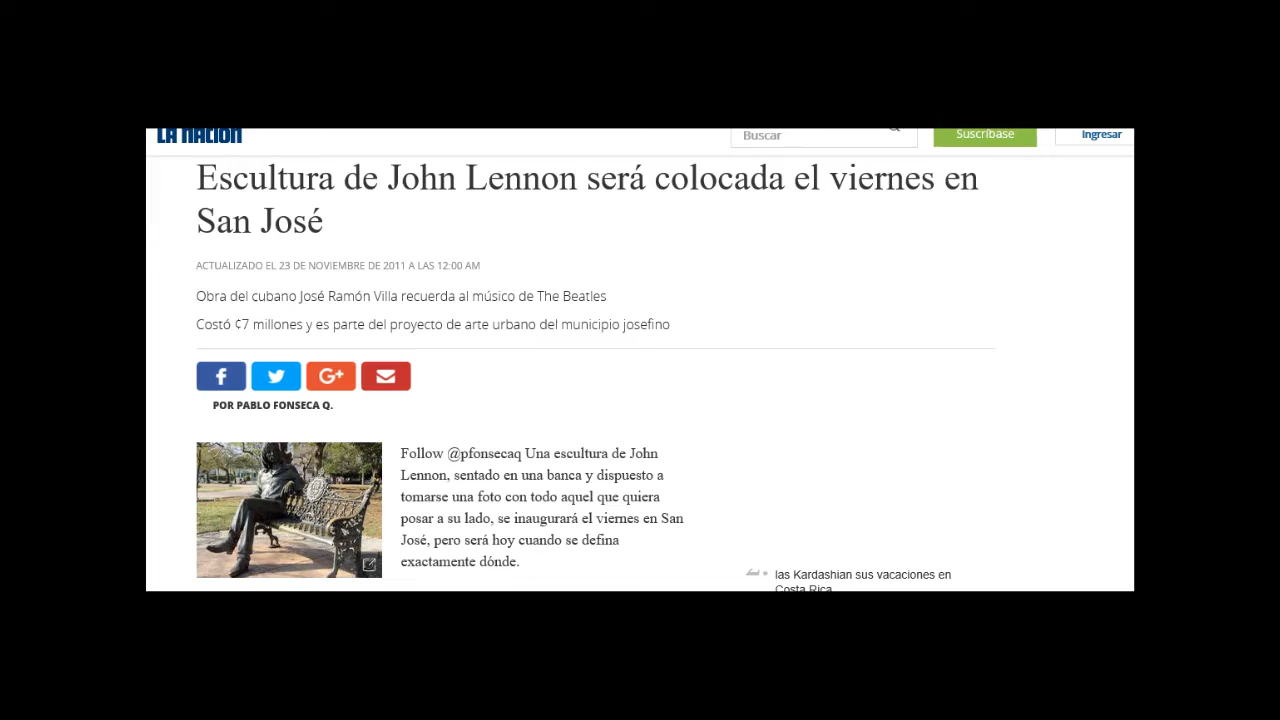 LA NACION
Buscar
Suscríbase
Ingresar
Escultura de John Lennon será colocada el viernes en
San José
ACTUALIZADO EL 23 DE NOVIEMBRE DE 2011 A LAS 12:00 AM
Obra del cubano José Ramón Villa recuerda al músico de The Beatles
Costó ¢7 millones y es parte del proyecto de arte urbano del municipio josefino
f
G+
POR PABLO FONSECA Q.
Follow @pfonsecaq Una escultura de John
Lennon, sentado en una banca y dispuesto a
tomarse una foto con todo aquel que quiera
posar a su lado, se inaugurará el viernes en San
José, pero será hoy cuando se defina
exactamente dónde.
las Kardashian sus vacaciones en
Costa Rica